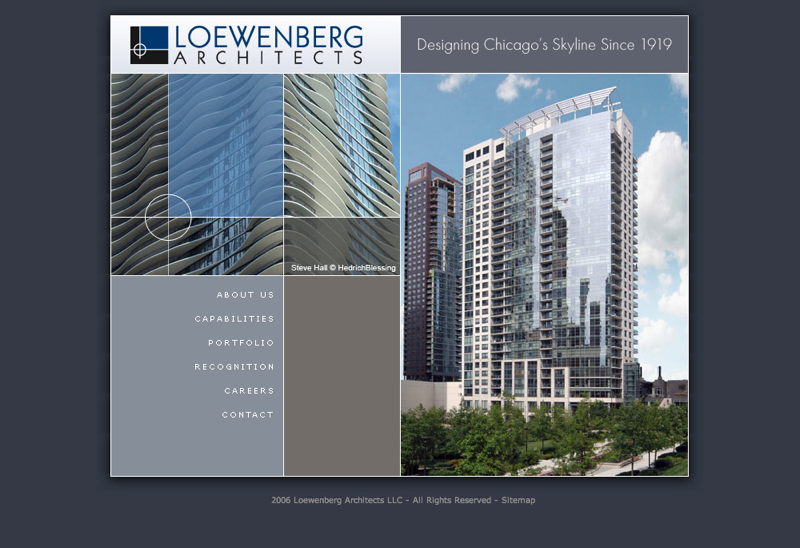 LOEWENBERG
ARCHITECTS
Designing Chicago's Skyline Since 1919
Steve Hall © HedrichBlessing
ABOUT US
CAPABILITIES
PORTFOLIO
RECOGNITION
CAREERS
CONTACT
2006 Loewenberg Architects LLC - All Rights Reserved - Sitemap